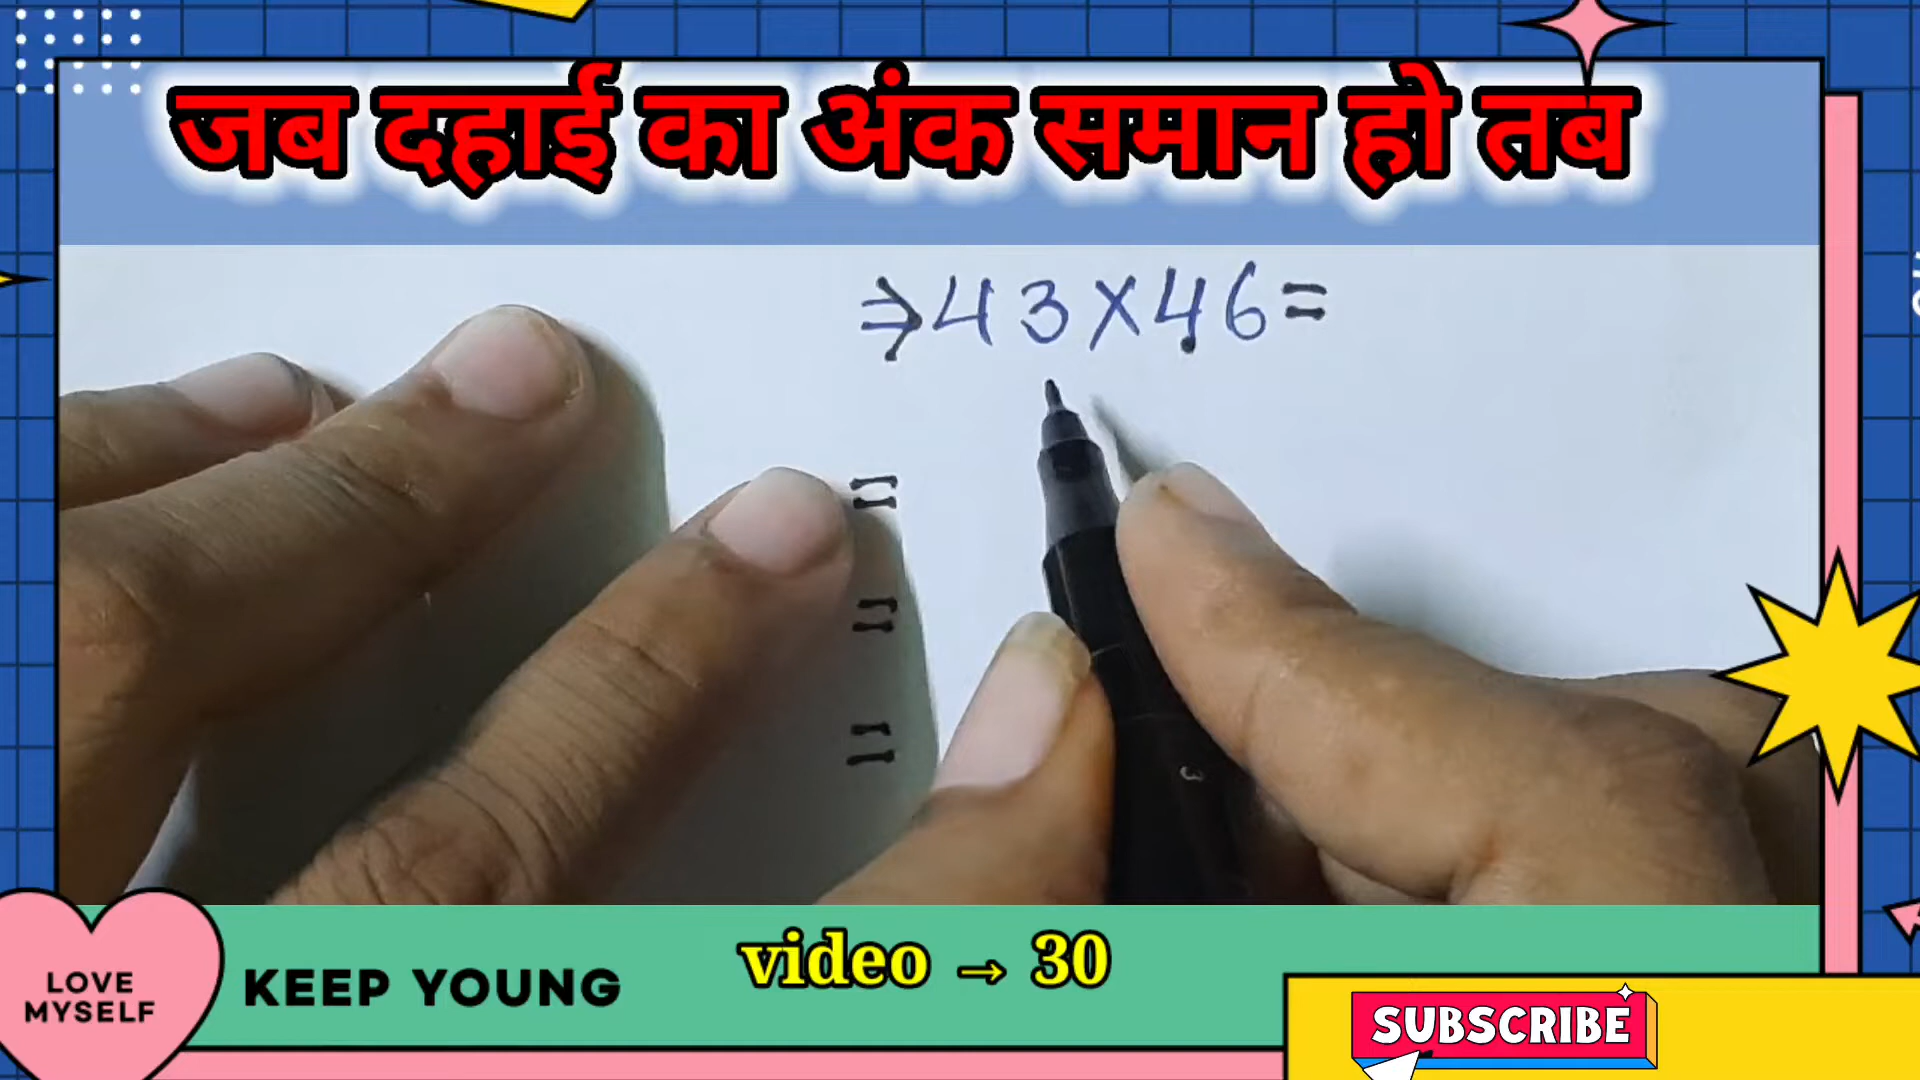 जब दहाई का अंक समान हो तब
⇒43×46=
=
=
=
LOVE
MYSELF
KEEP YOUNG
video → 30
SUBSCRIBE